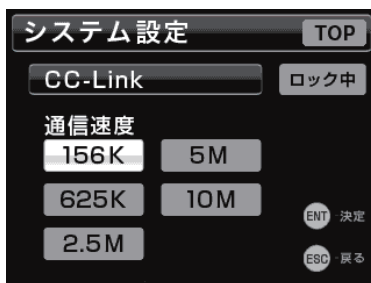 システム設定 TOP
CC-Link ロック中
通信速度
156K 5M
625K 10M
ENT 決定
2.5M
ESC 戻る